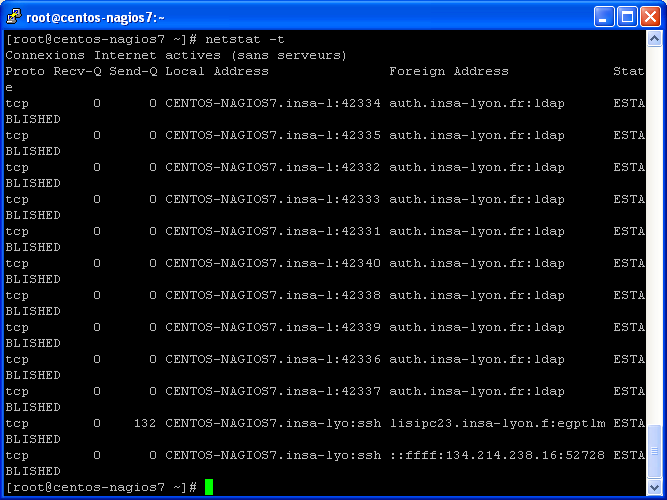 root@centos-nagios7:~
[root@centos-nagios7 ~]# netstat -t
Connexions Internet actives (sans serveurs)
Proto Recv-Q Send-Q Local Address Foreign Address Stat
e
tcp 0 0 CENTOS-NAGIOS7.insa-l:42334 auth.insa-lyon.fr:ldap ESTA
BLISHED
tcp 0 0 CENTOS-NAGIOS7.insa-l:42335 auth.insa-lyon.fr:ldap ESTA
BLISHED
tcp 0 0 CENTOS-NAGIOS7.insa-l:42332 auth.insa-lyon.fr:ldap ESTA
BLISHED
tcp 0 0 CENTOS-NAGIOS7.insa-l:42333 auth.insa-lyon.fr:ldap ESTA
BLISHED
tcp 0 0 CENTOS-NAGIOS7.insa-l:42331 auth.insa-lyon.fr:ldap ESTA
BLISHED
tcp 0 0 CENTOS-NAGIOS7.insa-l:42340 auth.insa-lyon.fr:ldap ESTA
BLISHED
tcp 0 0 CENTOS-NAGIOS7.insa-l:42338 auth.insa-lyon.fr:ldap ESTA
BLISHED
tcp 0 0 CENTOS-NAGIOS7.insa-l:42339 auth.insa-lyon.fr:ldap ESTA
BLISHED
tcp 0 0 CENTOS-NAGIOS7.insa-l:42336 auth.insa-lyon.fr:ldap ESTA
BLISHED
tcp 0 0 CENTOS-NAGIOS7.insa-l:42337 auth.insa-lyon.fr:ldap ESTA
BLISHED
tcp 0 132 CENTOS-NAGIOS7.insa-lyo:ssh lisipc23.insa-lyon.f:egptlm ESTA
BLISHED
tcp 0 0 CENTOS-NAGIOS7.insa-lyo:ssh ::ffff:134.214.238.16:52728 ESTA
BLISHED
[root@centos-nagios7 ~]#